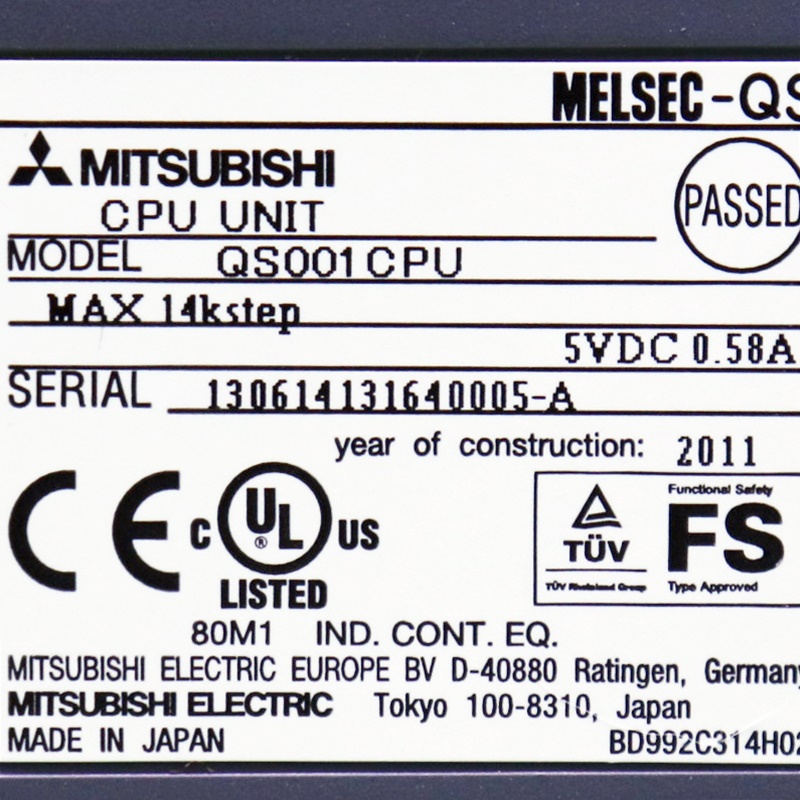 MELSEC-QS
MITSUBISHI
CPU UNIT
PASSED
MODEL QS001CPU
MAX 14kstep
5VDC 0.58A
SERIAL 130614131640005-A
year of construction: 2011
CE
C UL ® US
LISTED
TÜV
TÜV Rheinland Group
Functional Safety
FS
Type Approved
80M1 IND. CONT. EQ.
MITSUBISHI ELECTRIC EUROPE BV D-40880 Ratingen, Germany
MITSUBISHI ELECTRIC Tokyo 100-8310, Japan
MADE IN JAPAN BD992C314H02